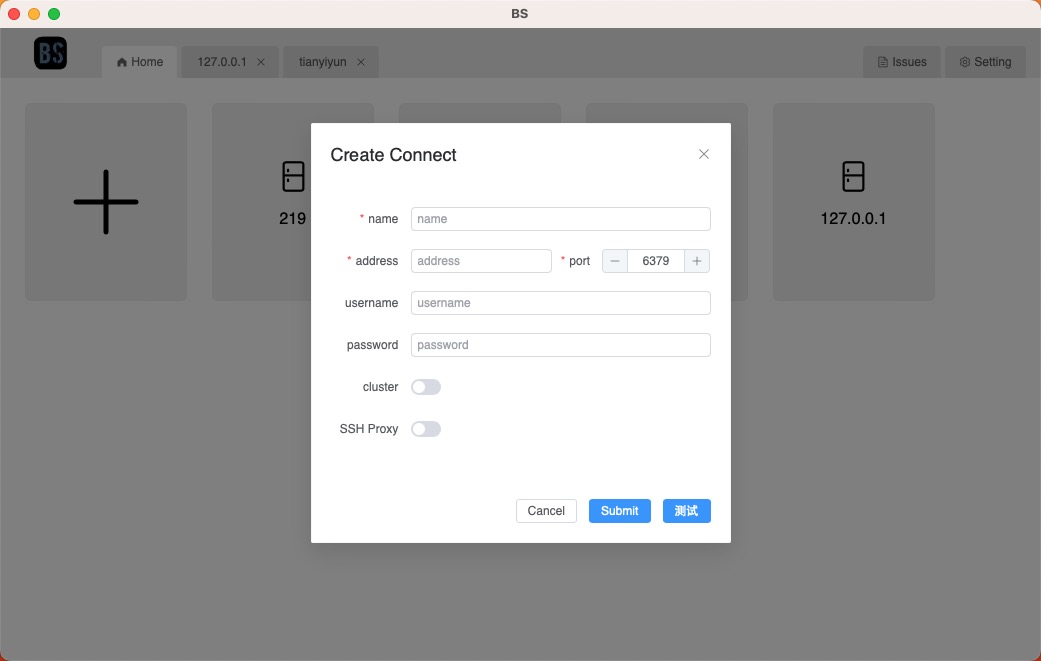 BS
BS
Home
127.0.0.1
tianyiyun
Issues
Setting
219
127.0.0.1
Create Connect
* name
name
* address
address
* port
6379
username
username
password
password
cluster
SSH Proxy
Cancel
Submit
测试